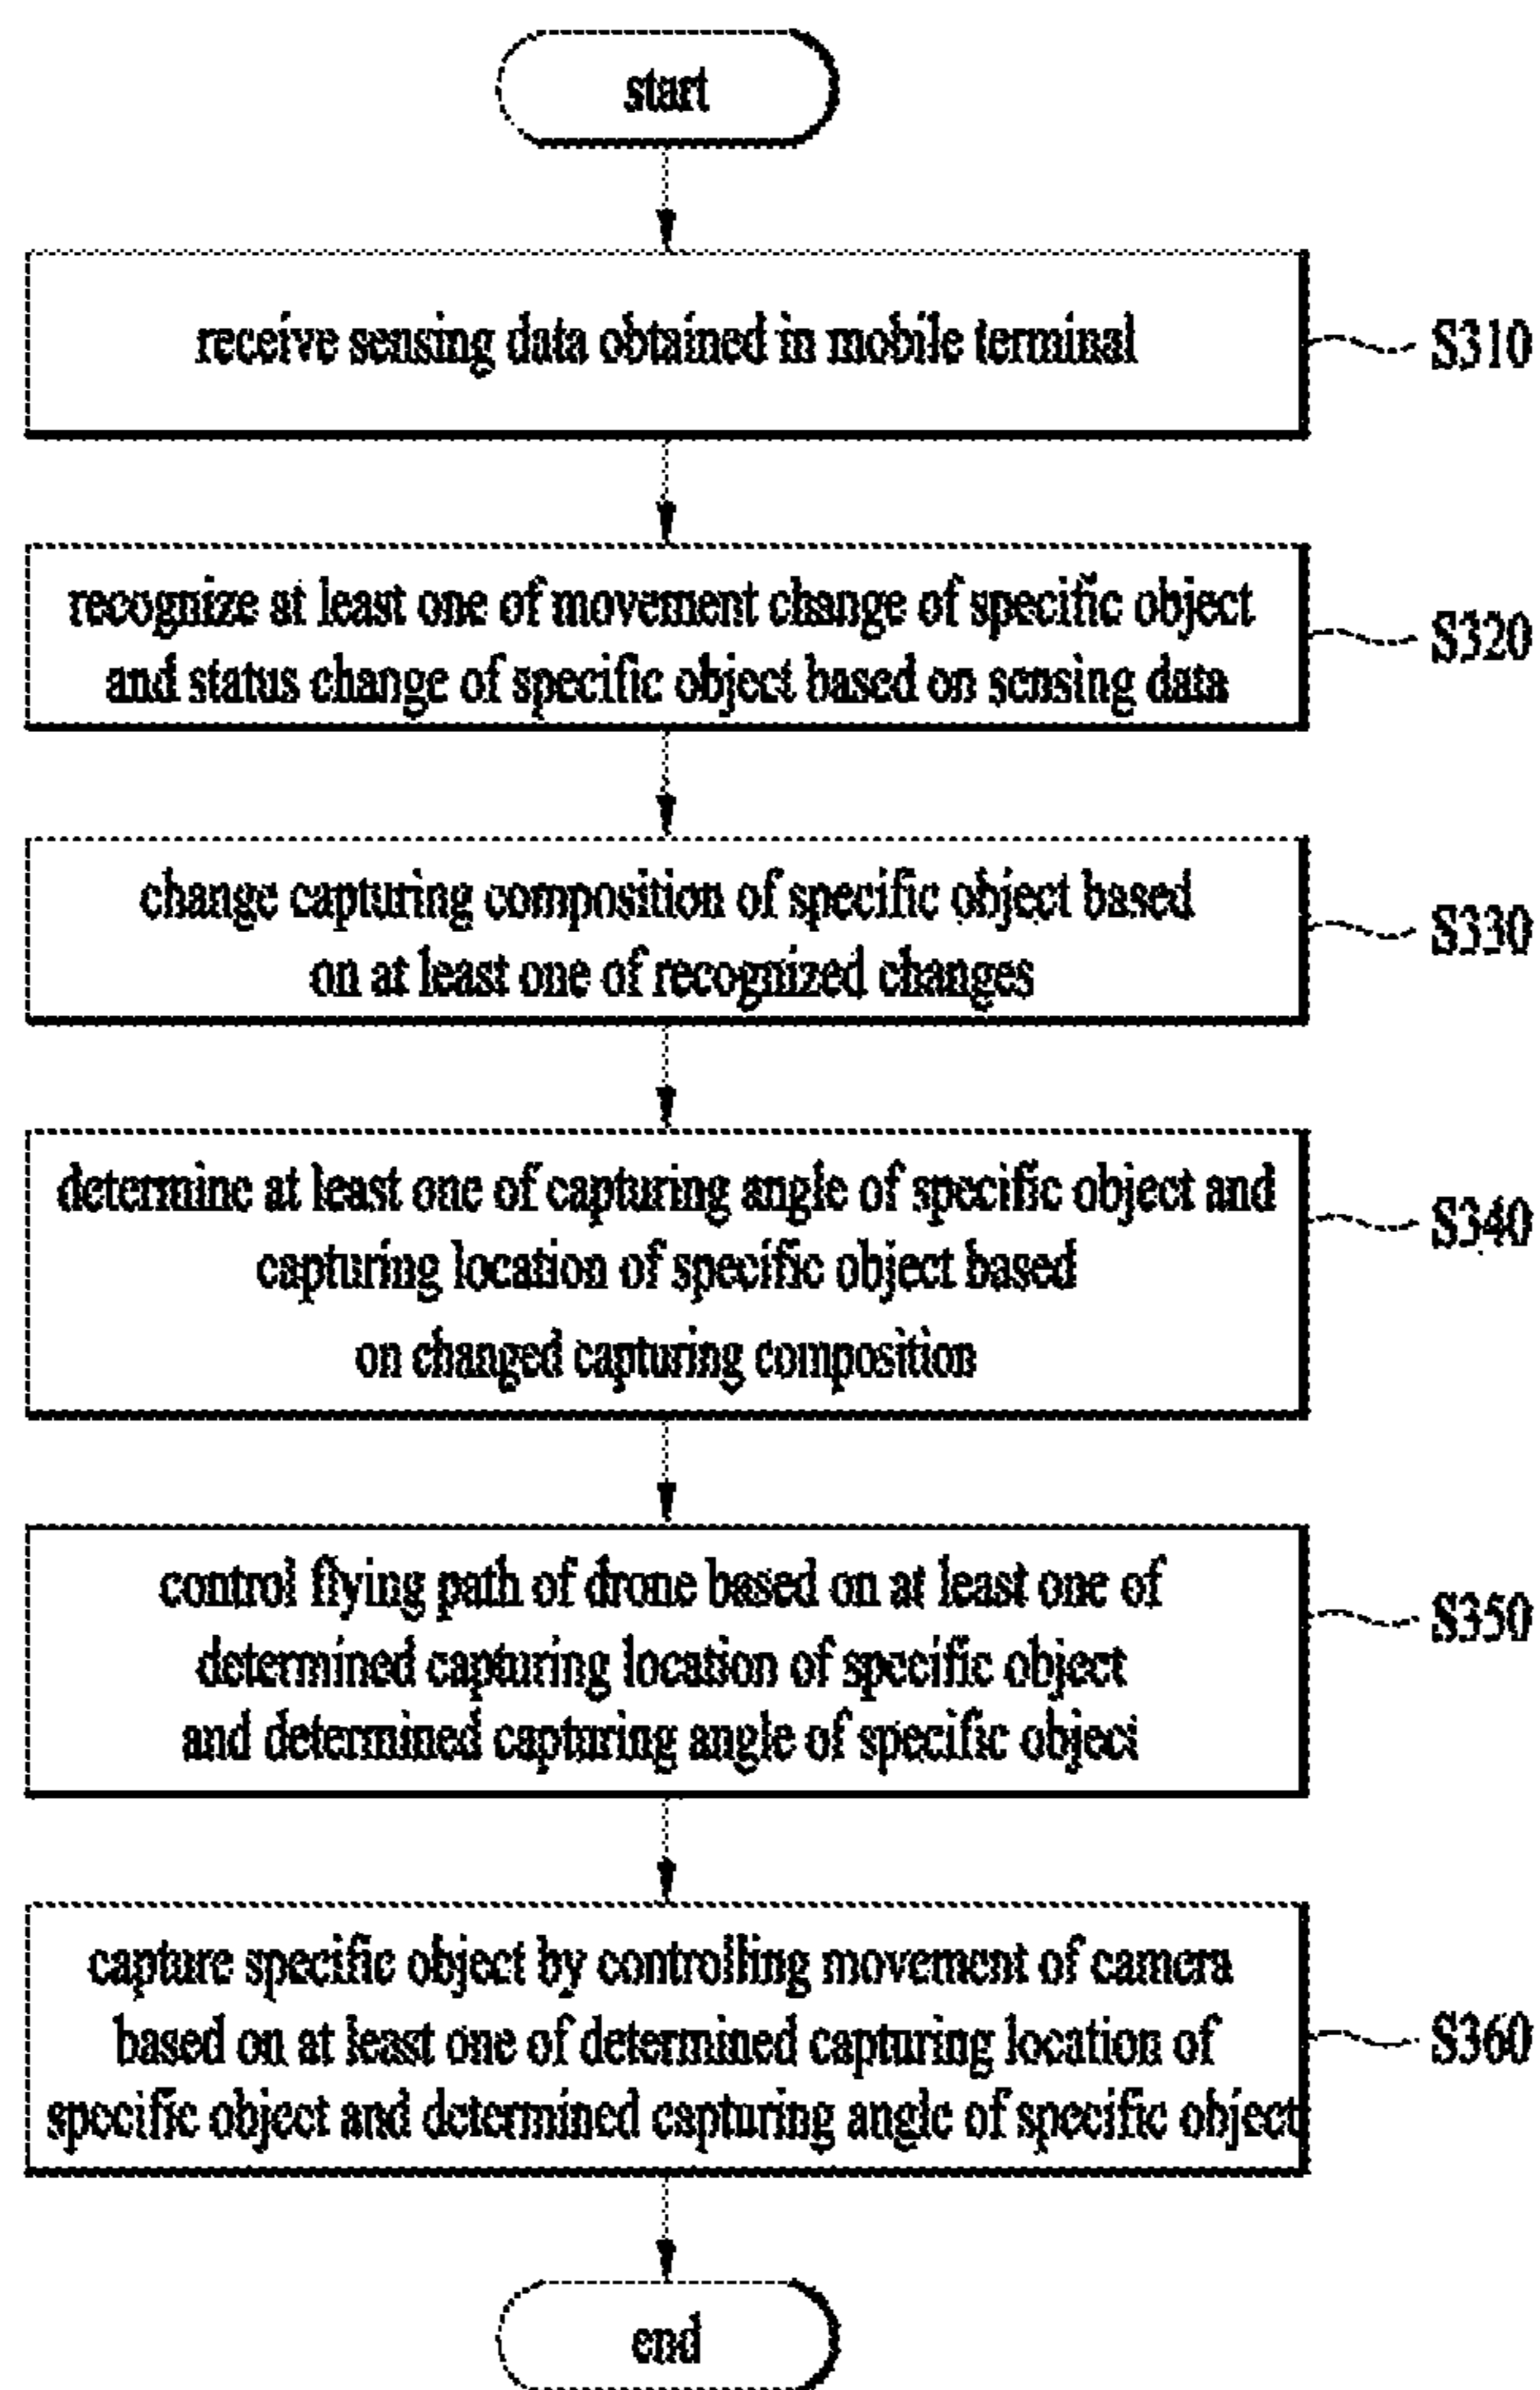 start
receive sensing data obtained in mobile terminal
S310
recognize at least one of movement change of specific object
and status change of specific object based on sensing data
S320
change capturing composition of specific object based
on at least one of recognized changes
S330
determine at least one of capturing angle of specific object and
capturing location of specific object based
on changed capturing composition
S340
control flying path of drone based on at least one of
determined capturing location of specific object
and determined capturing angle of specific object
S350
capture specific object by controlling movement of camera
based on at least one of determined capturing location of
specific object and determined capturing angle of specific object
S360
end